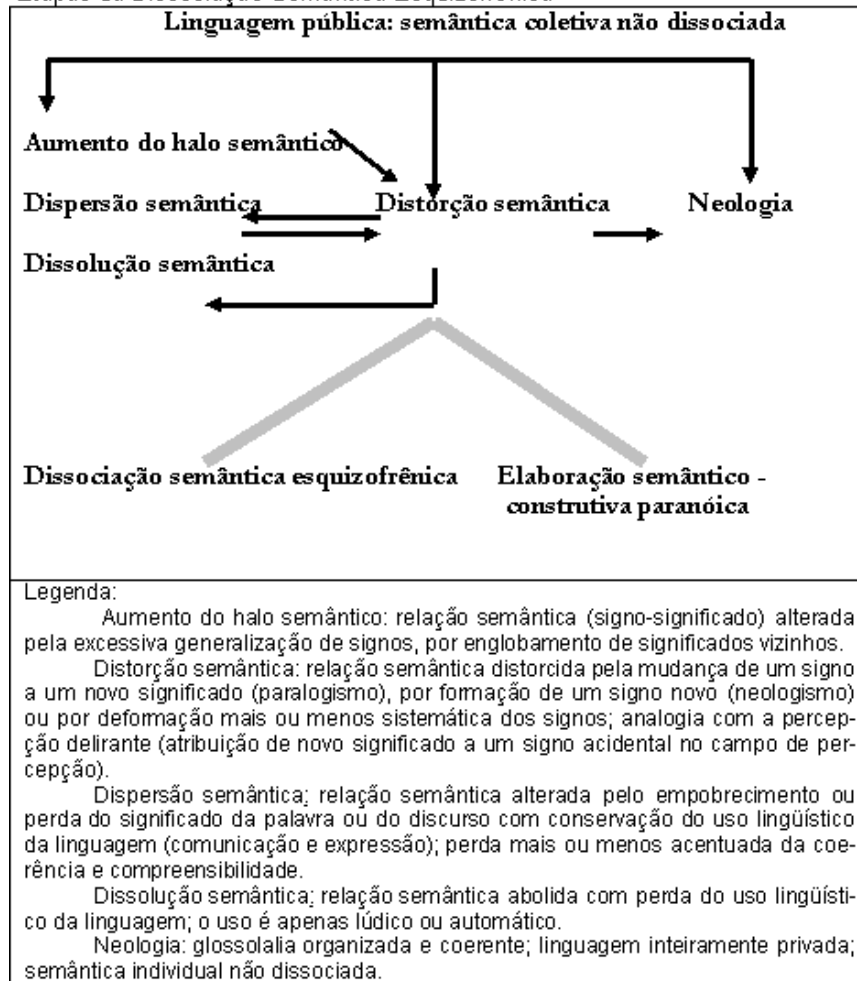 Linguagem pública: semântica coletiva não dissociada
Aumento do halo semântico
Dispersão semântica Distorção semântica Neologia
Dissolução semântica
Dissociação semântica esquizofrênica Elaboração semântico -
construtiva paranóica
Legenda:
Aumento do halo semântico: relação semântica (signo-significado) alterada
pela excessiva generalização de signos, por englobamento de significados vizinhos.
Distorção semântica: relação semântica distorcida pela mudança de um signo
a um novo significado (paralogismo), por formação de um signo novo (neologismo)
ou por deformação mais ou menos sistemática dos signos; analogia com a percep-
ção delirante (atribuição de novo significado a um signo acidental no campo de per-
cepção).
Dispersão semântica; relação semântica alterada pelo empobrecimento ou
perda do significado da palavra ou do discurso com conservação do uso lingüístico
da linguagem (comunicação e expressão); perda mais ou menos acentuada da coe-
rência e compreensibilidade.
Dissolução semântica; relação semântica abolida com perda do uso lingüísti-
co da linguagem; o uso é apenas lúdico ou automático.
Neologia: glossolalia organizada e coerente; linguagem inteiramente privada;
semântica individual não dissociada.